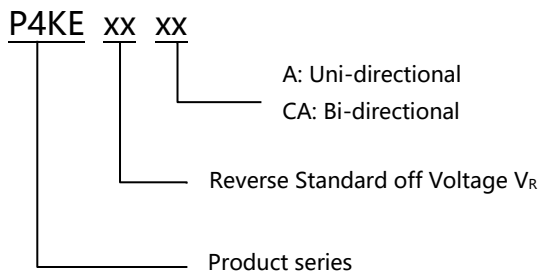 P4KE xx xx
A: Uni-directional
CA: Bi-directional
Reverse Standard off Voltage VR
Product series